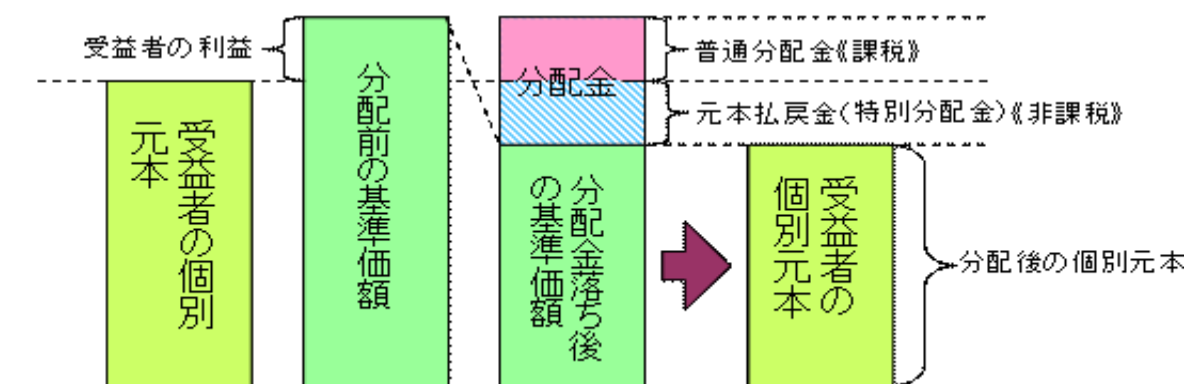 受益者の利益
受益者の個別
元本
分配前の基準価額
分配金
分配金落ち後
の基準価額
普通分配金《課税》
元本払戻金(特別分配金)《非課税》
受益者の
個別元本
分配後の個別元本